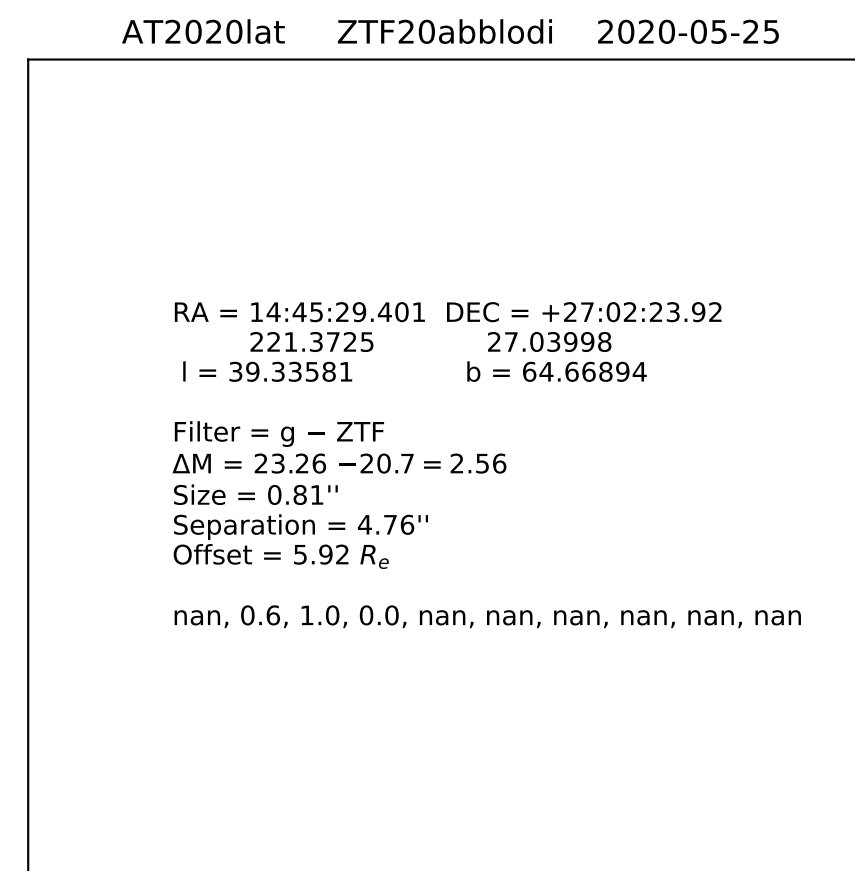 AT2020lat ZTF20abblodi 2020-05-25
RA = 14:45:29.401 DEC = +27:02:23.92
221.3725 27.03998
l = 39.33581 b = 64.66894
Filter = g − ZTF
ΔM = 23.26 −20.7 = 2.56
Size = 0.81''
Separation = 4.76''
Offset = 5.92 Rₑ
nan, 0.6, 1.0, 0.0, nan, nan, nan, nan, nan, nan